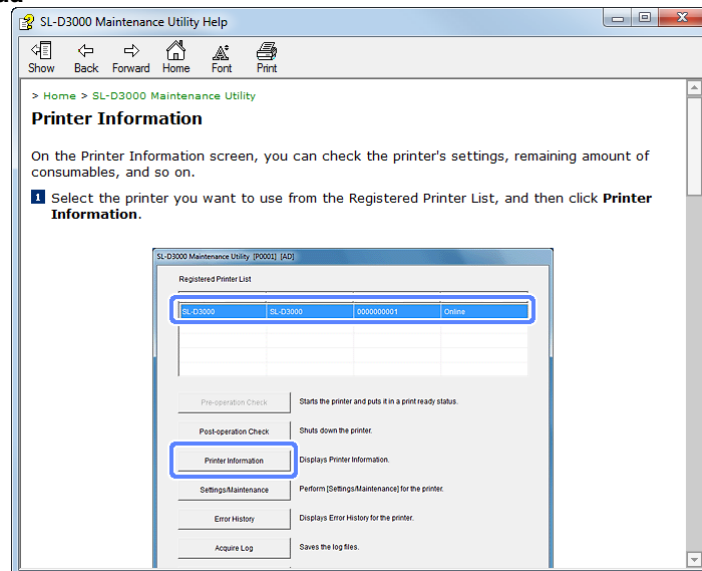 SL-D3000 Maintenance Utility Help
Show Back Forward Home Font Print
> Home > SL-D3000 Maintenance Utility
Printer Information
On the Printer Information screen, you can check the printer's settings, remaining amount of
consumables, and so on.
1 Select the printer you want to use from the Registered Printer List, and then click Printer
Information.
SL-D3000 Maintenance Utility [P0001] [AD]
Registered Printer List
SL-D3000 SL-D3000 0000000001 Online
Pre-operation Check Starts the printer and puts it in a print ready status.
Post-operation Check Shuts down the printer.
Printer Information Displays Printer Information.
Settings/Maintenance Perform [Settings/Maintenance] for the printer.
Error History Displays Error History for the printer.
Acquire Log Saves the log files.